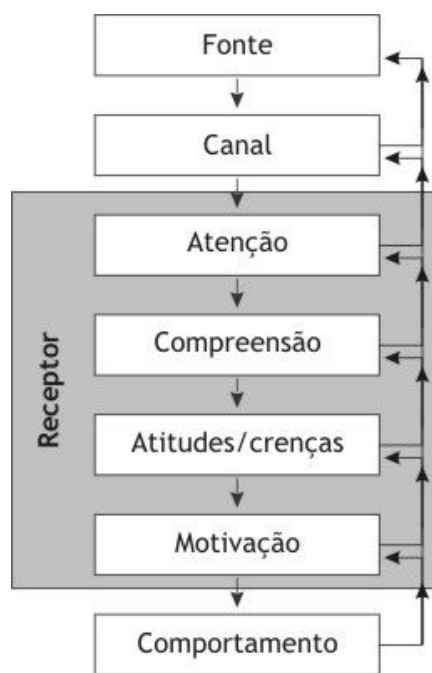 Fonte
Canal
Receptor
Atenção
Compreensão
Atitudes/crenças
Motivação
Comportamento